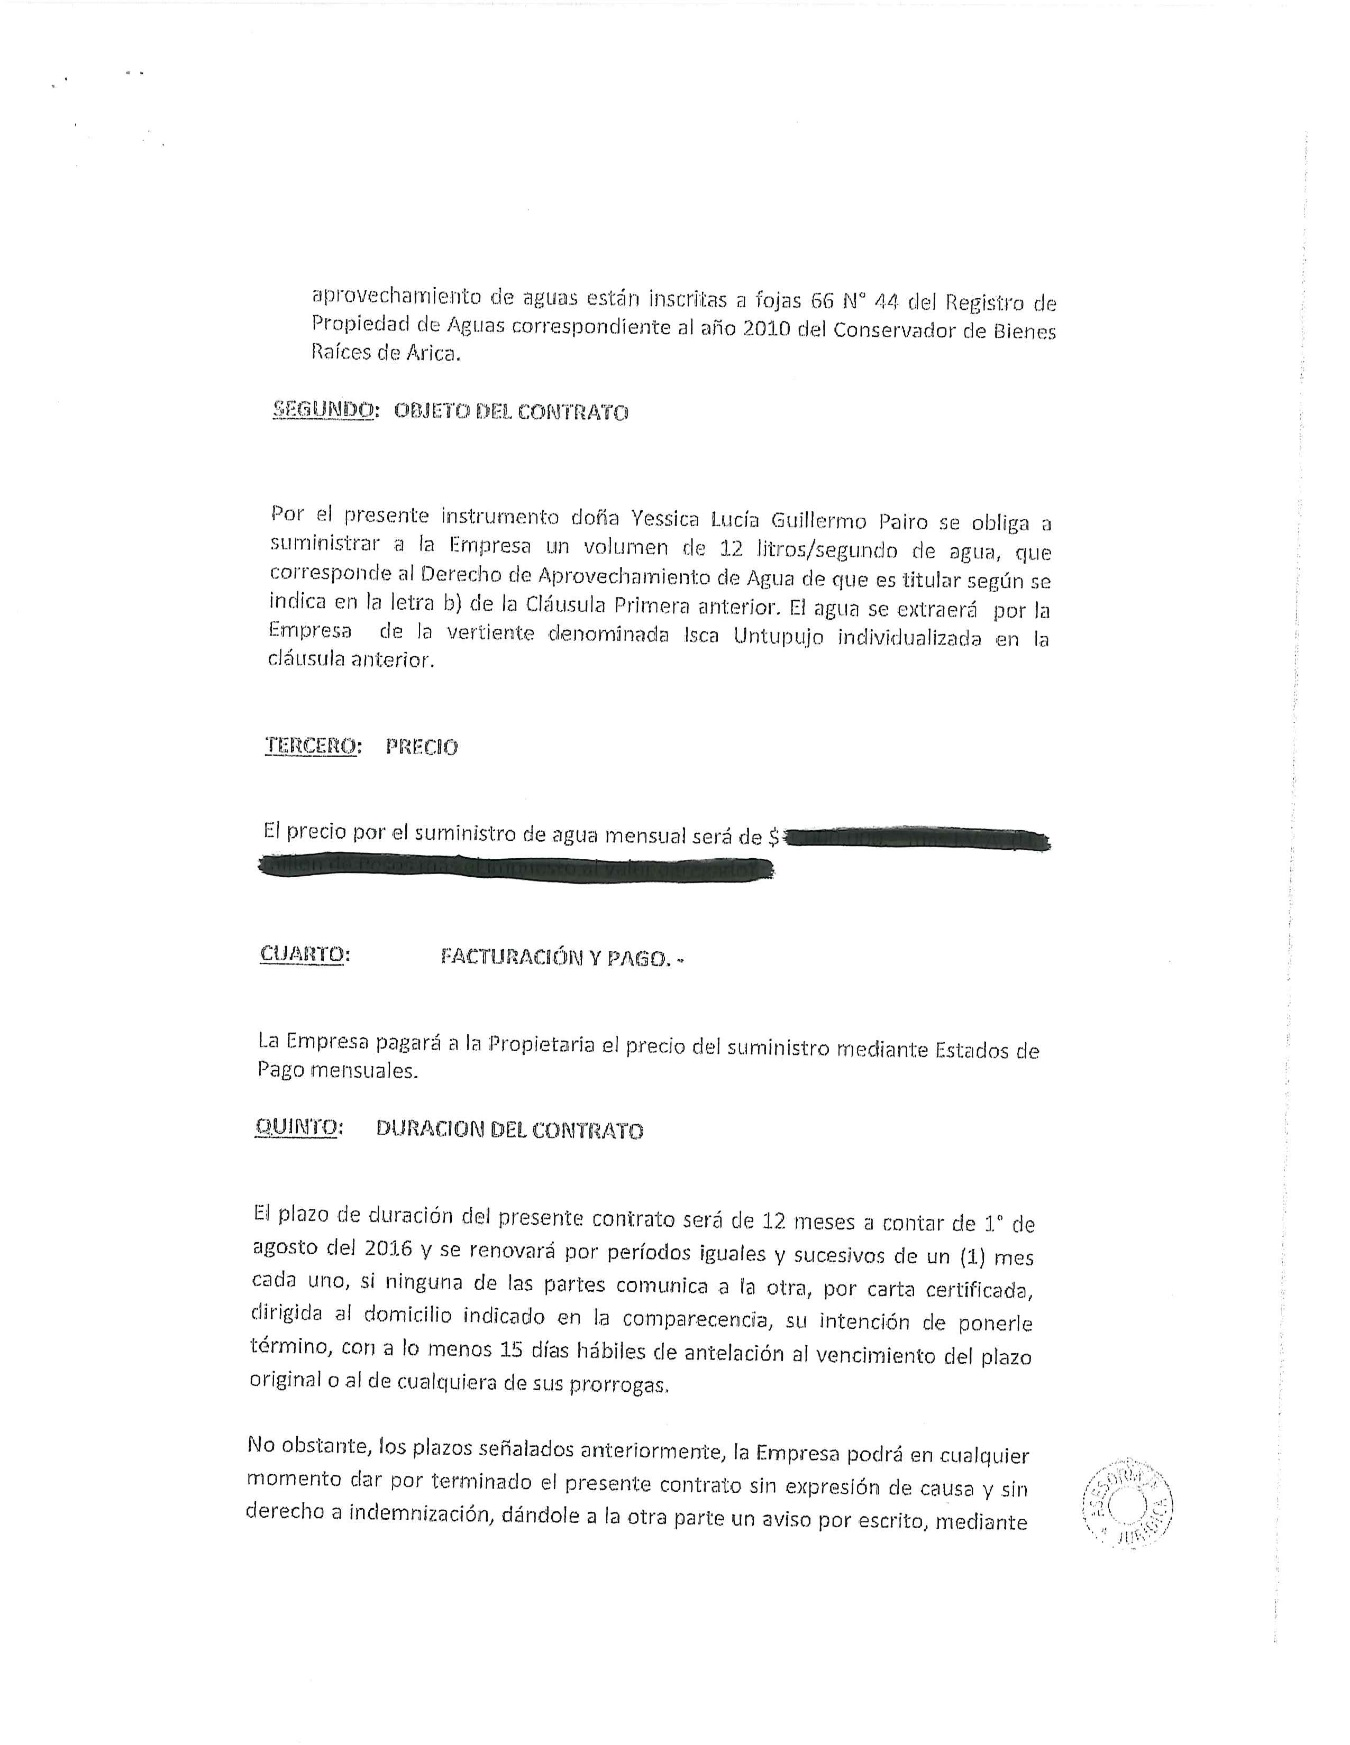 aprovechamiento de aguas están inscritas a fojas 66 N° 44 del Registro de
Propiedad de Aguas correspondiente al año 2010 del Conservador de Bienes
Raíces de Arica.
SEGUNDO: OBJETO DEL CONTRATO
Por el presente instrumento doña Yessica Lucía Guillermo Pairo se obliga a
suministrar a la Empresa un volumen de 12 litros/segundo de agua, que
corresponde al Derecho de Aprovechamiento de Agua de que es titular según se
indica en la letra b) de la Cláusula Primera anterior. El agua se extraerá por la
Empresa de la vertiente denominada Isca Untupujo individualizada en la
cláusula anterior.
TERCERO: PRECIO
El precio por el suministro de agua mensual será de $
CUARTO: FACTURACIÓN Y PAGO. -
La Empresa pagará a la Propietaria el precio del suministro mediante Estados de
Pago mensuales.
QUINTO: DURACION DEL CONTRATO
El plazo de duración del presente contrato será de 12 meses a contar de 1° de
agosto del 2016 y se renovará por períodos iguales y sucesivos de un (1) mes
cada uno, si ninguna de las partes comunica a la otra, por carta certificada,
dirigida al domicilio indicado en la comparecencia, su intención de ponerle
término, con a lo menos 15 días hábiles de antelación al vencimiento del plazo
original o al de cualquiera de sus prorrogas.
No obstante, los plazos señalados anteriormente, la Empresa podrá en cualquier
momento dar por terminado el presente contrato sin expresión de causa y sin
derecho a indemnización, dándole a la otra parte un aviso por escrito, mediante